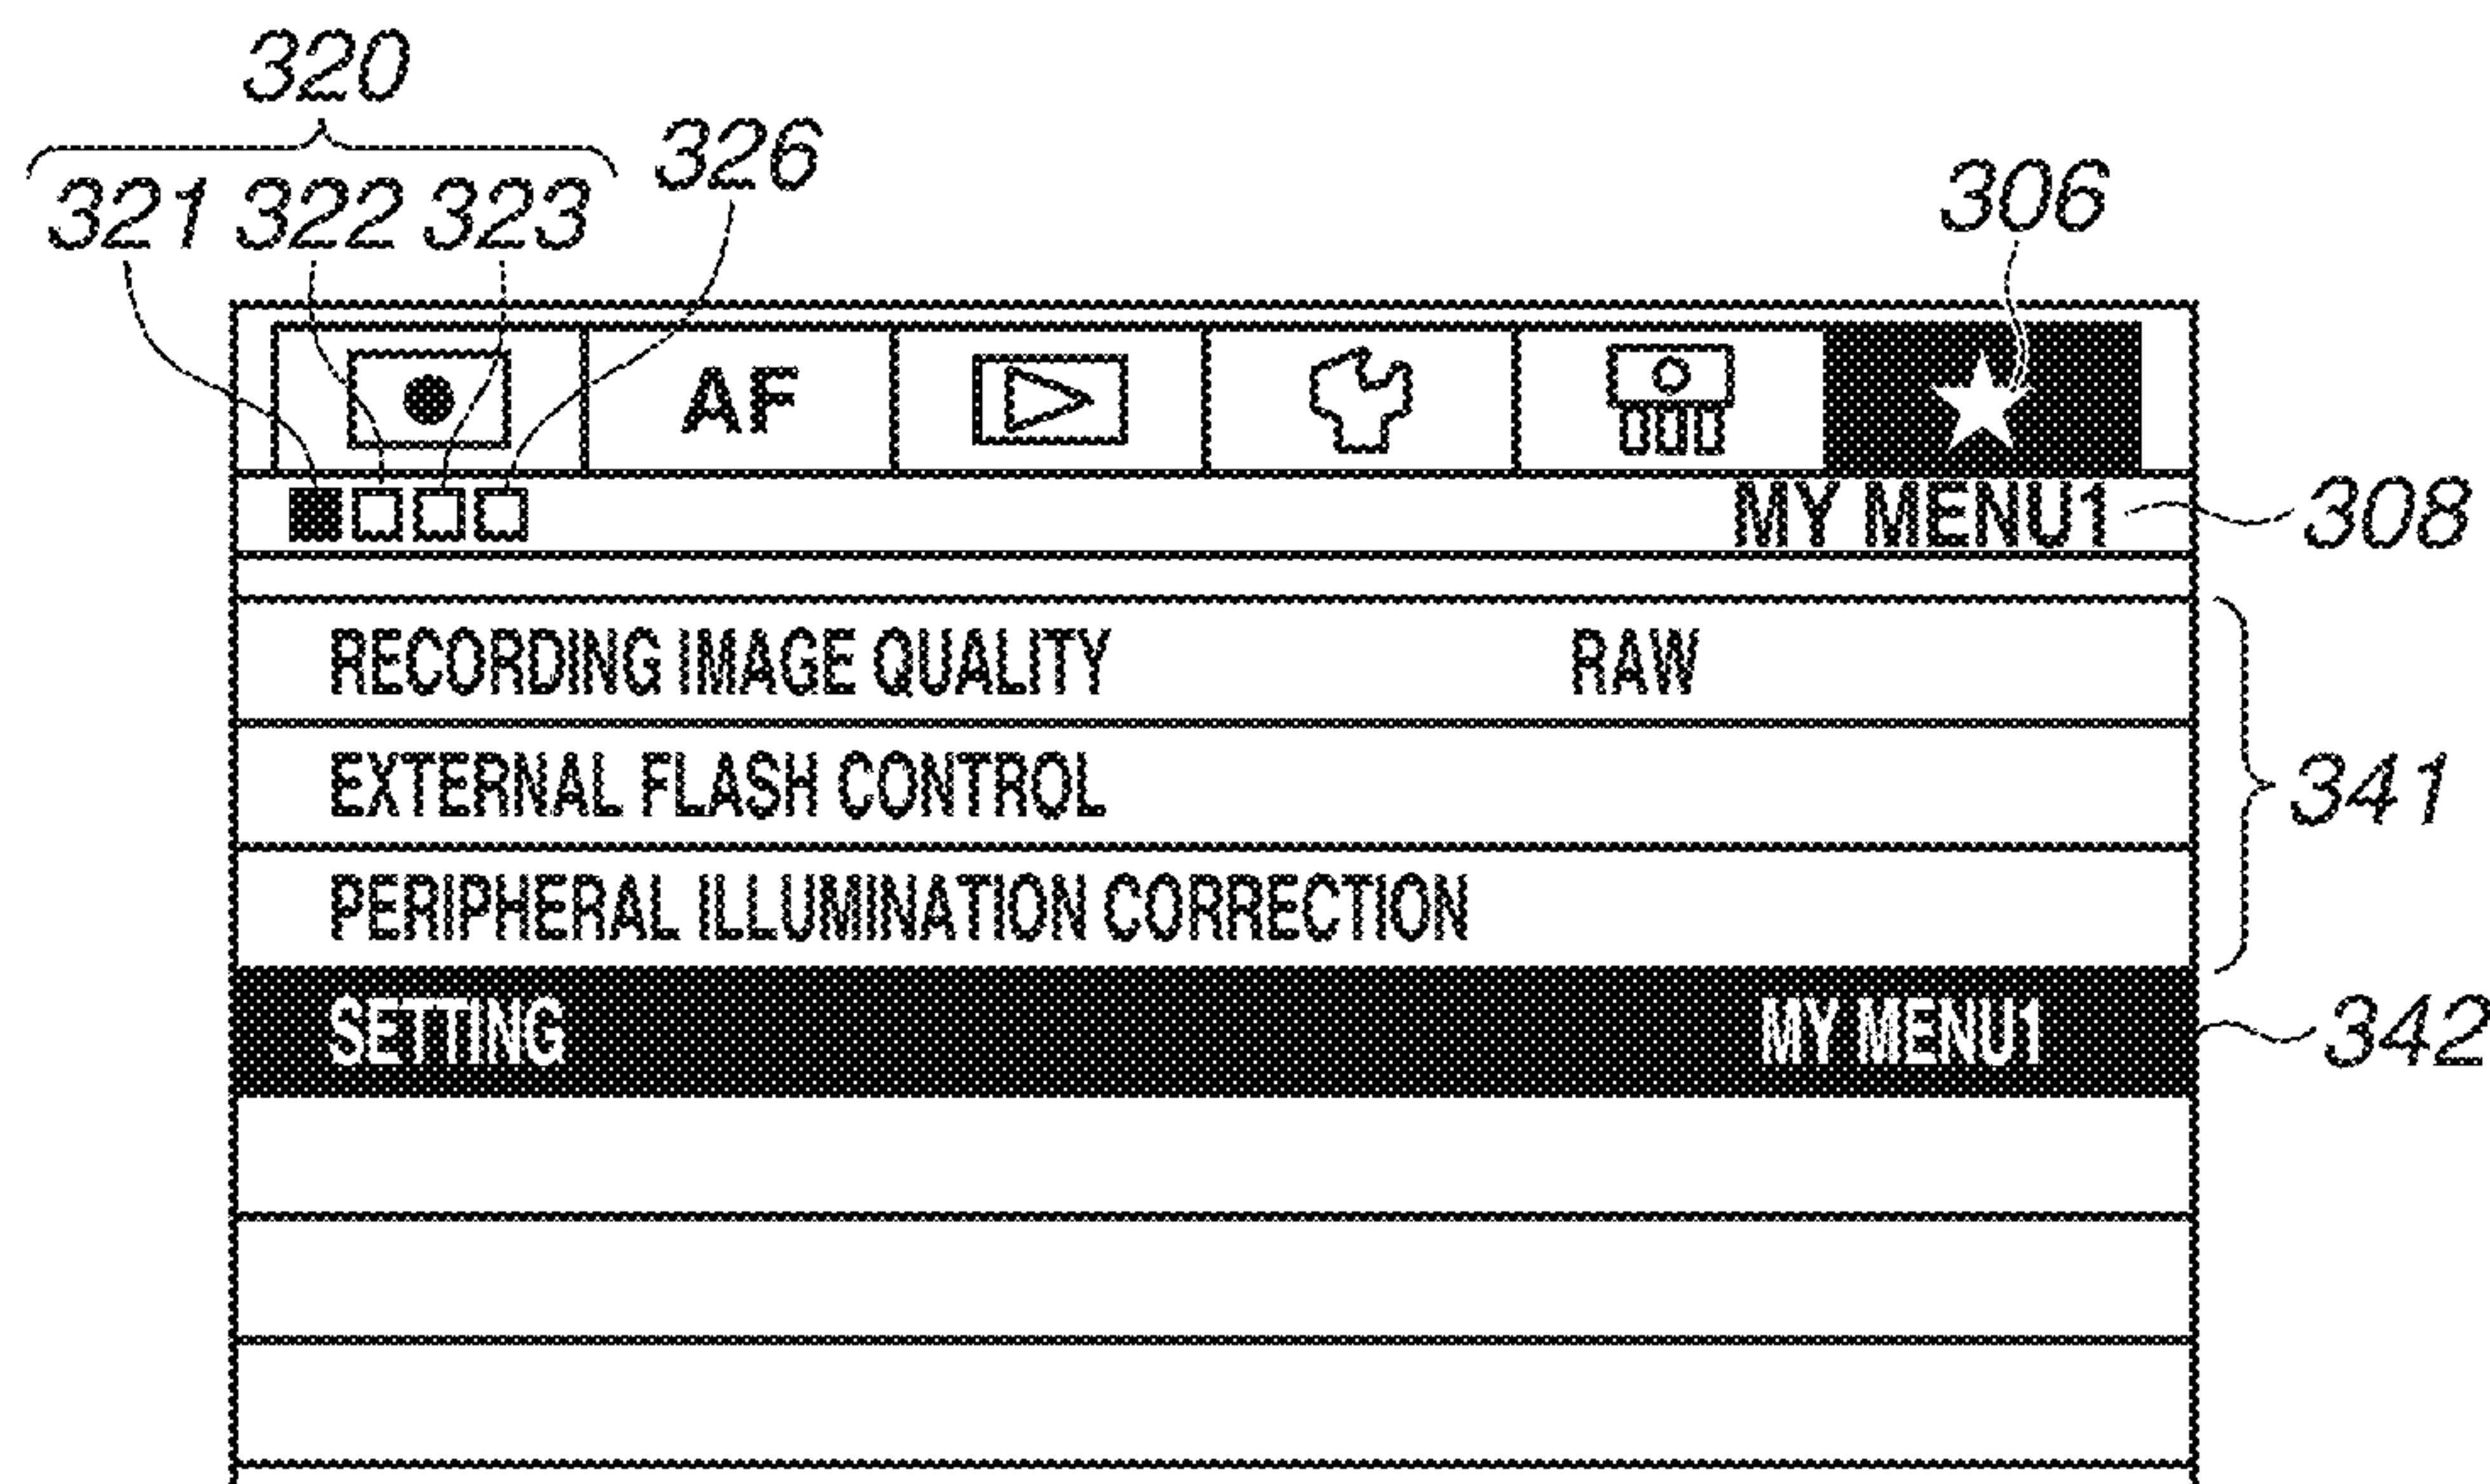 320
326
321 322 323
306
AF
MY MENU1 308
RECORDING IMAGE QUALITY RAW
EXTERNAL FLASH CONTROL
341
PERIPHERAL ILLUMINATION CORRECTION
SETTING MY MENU1 342